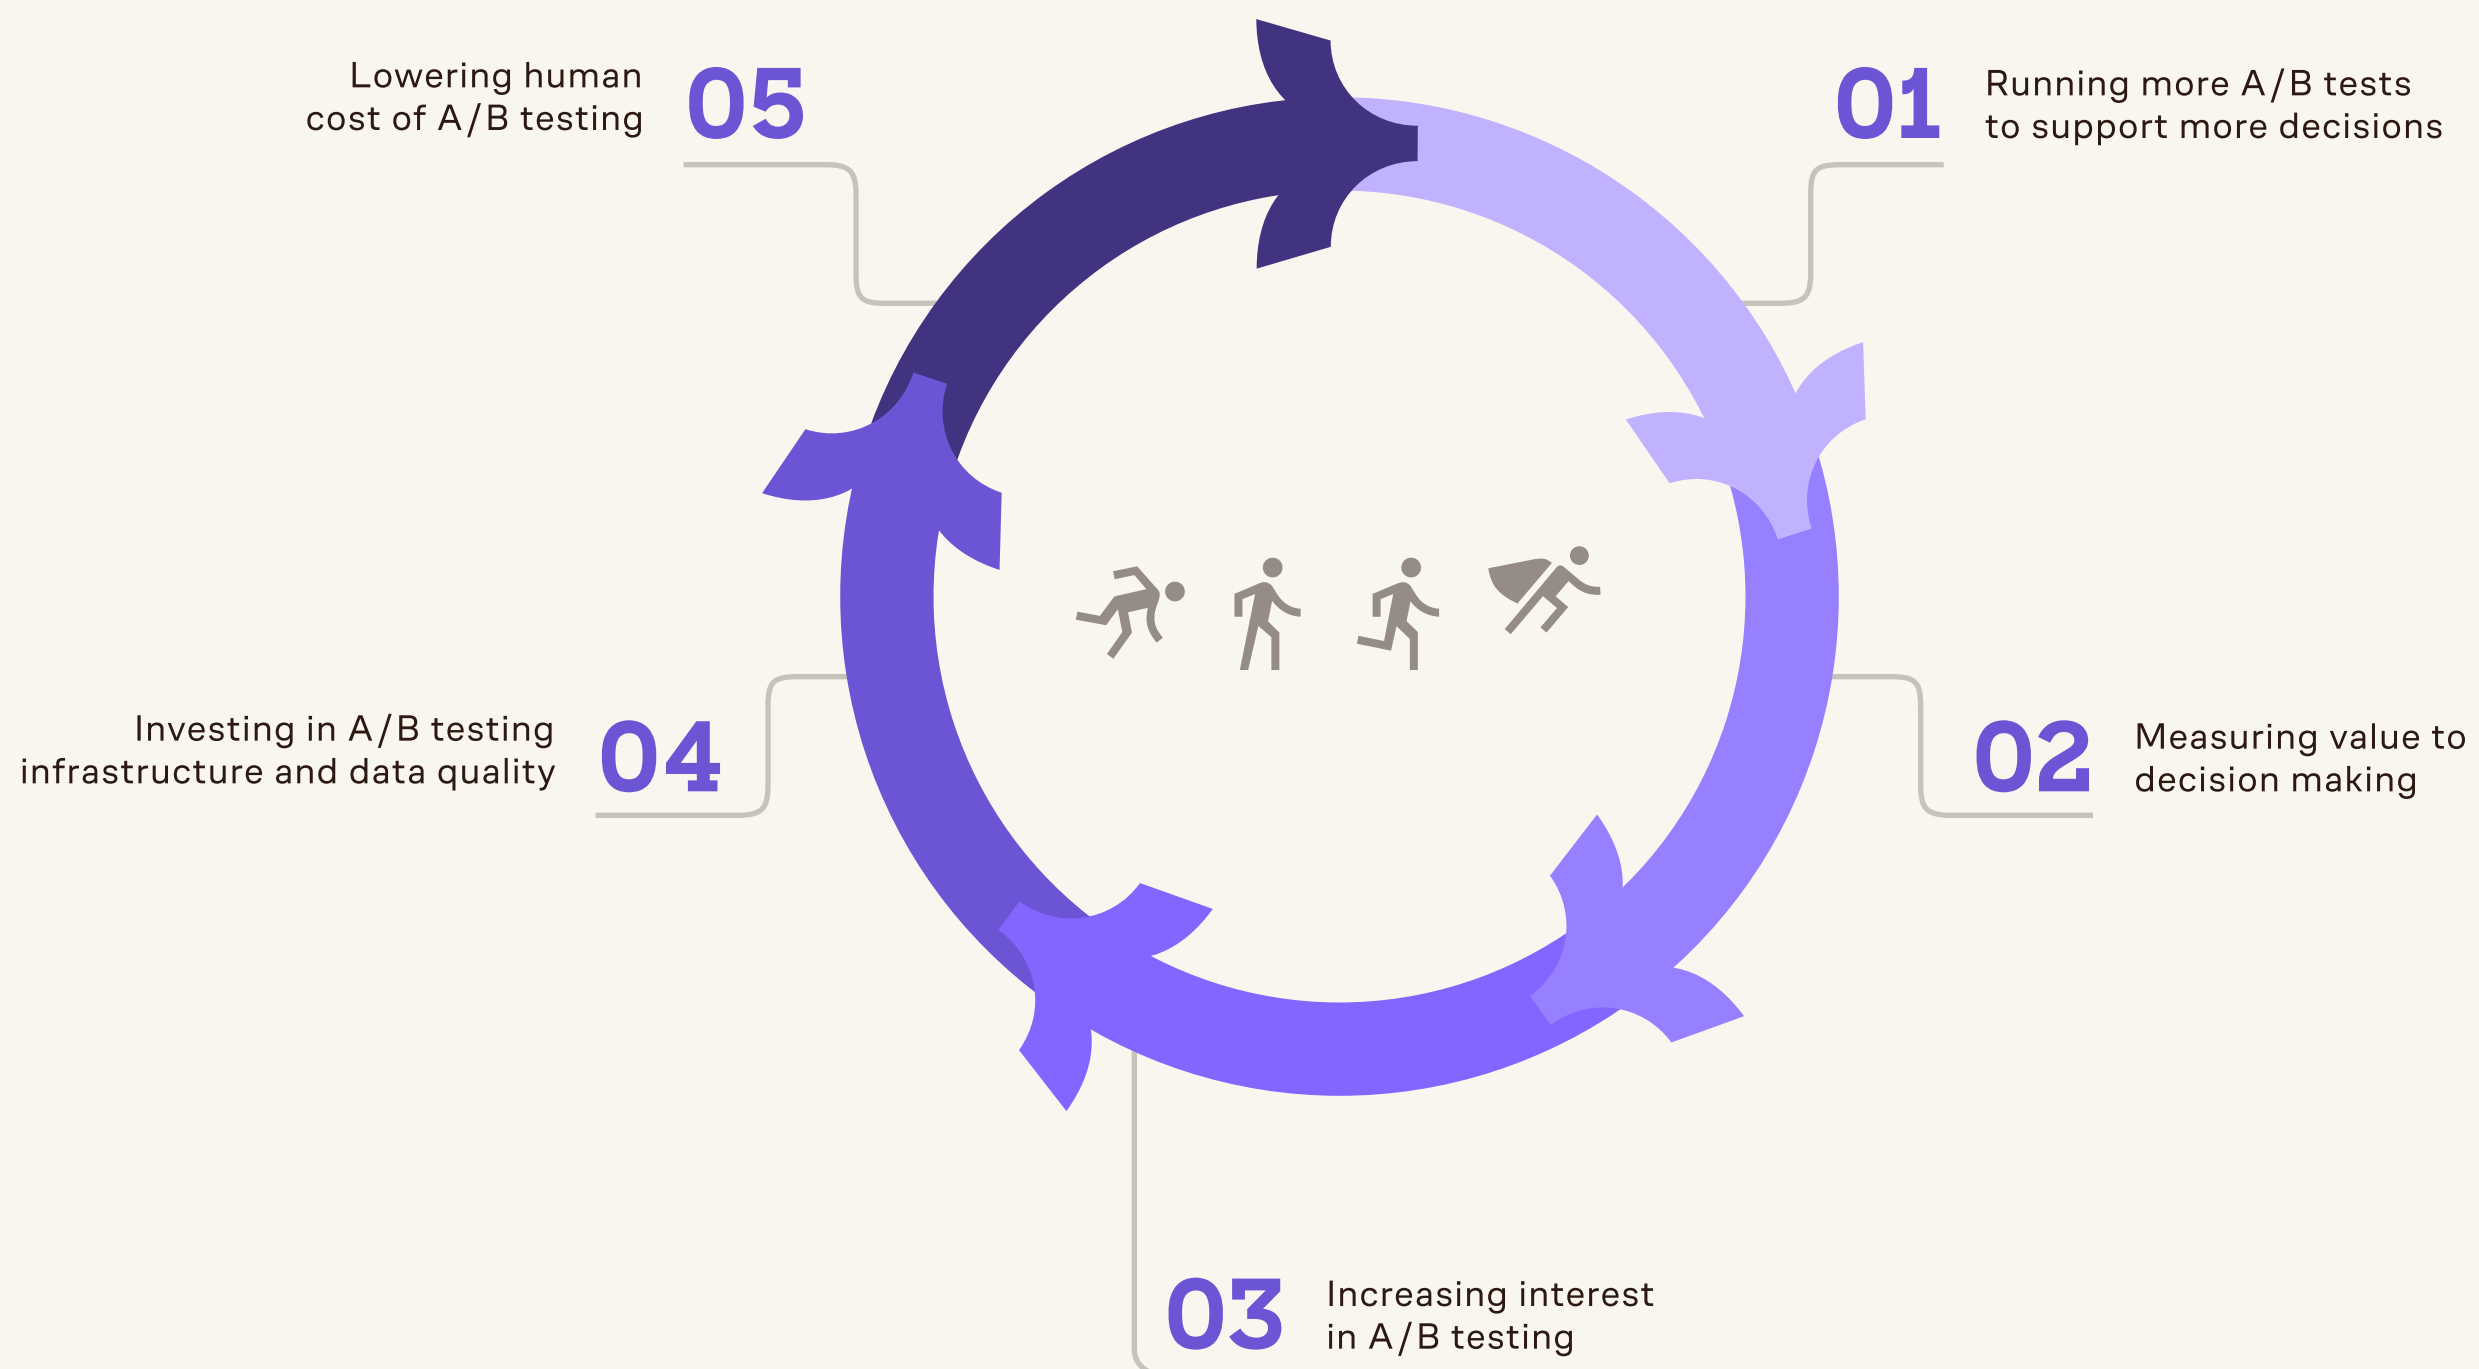 01
Running more A/B tests
to support more decisions
02
Measuring value to
decision making
03
Increasing interest
in A/B testing
04
Investing in A/B testing
infrastructure and data quality
05
Lowering human
cost of A/B testing